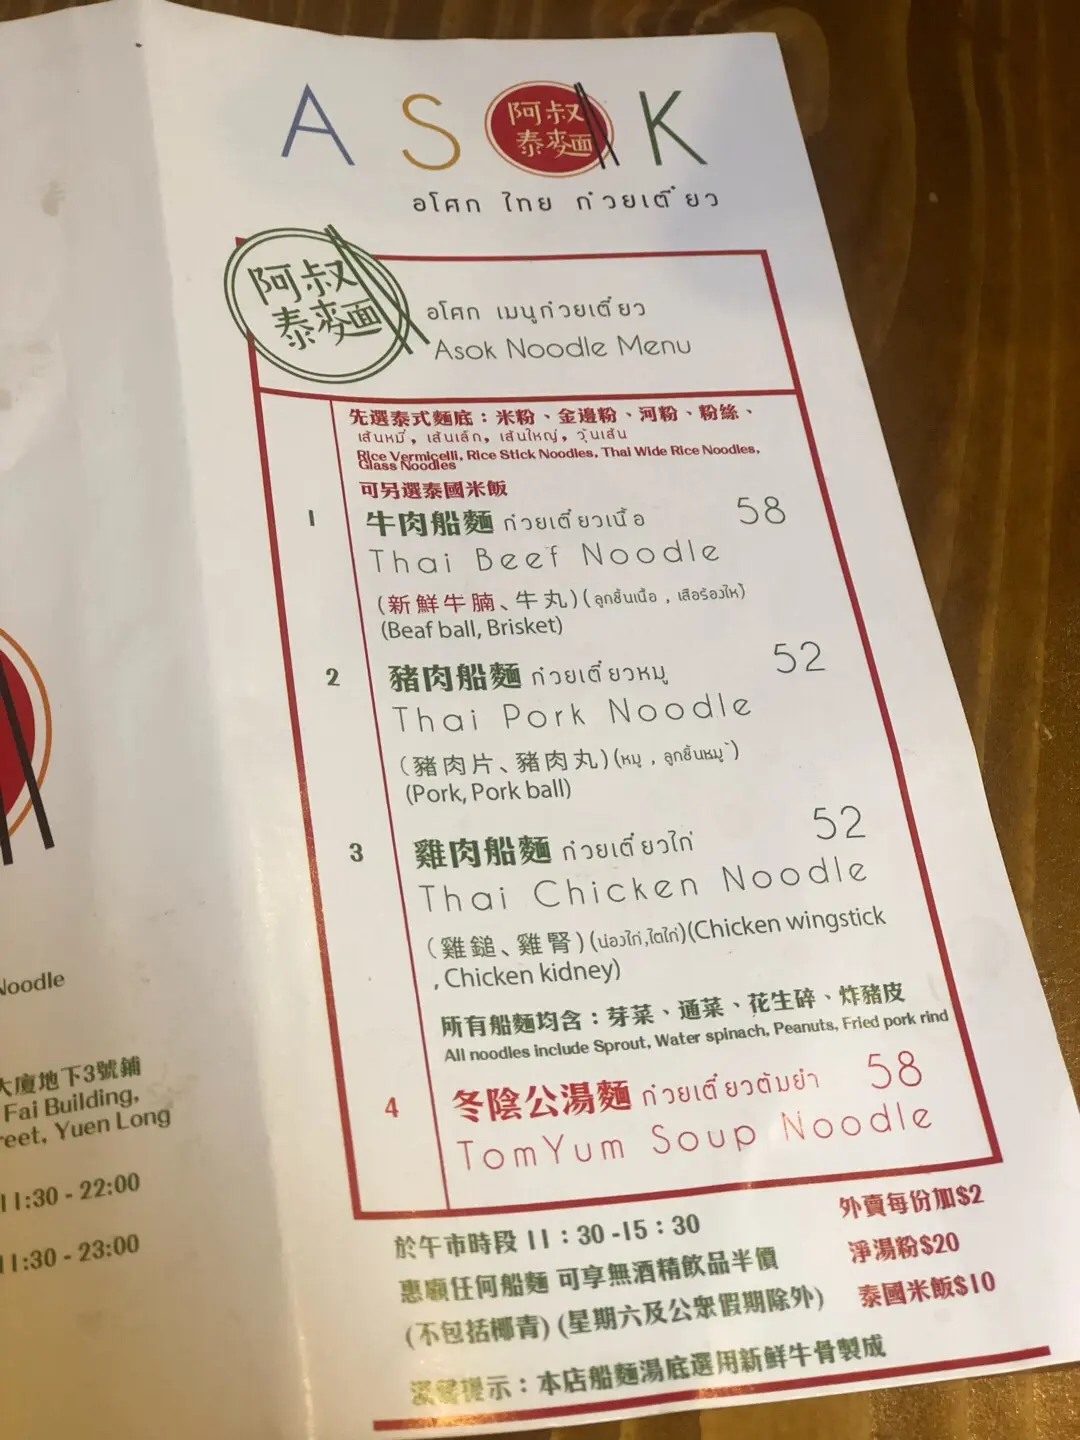 ASOK
阿叔
泰麵
อโศก ไทย ก๋วยเตี๋ยว
阿叔
泰麵
อโศก เมนูก๋วยเตี๋ยว
Asok Noodle Menu
先選泰式麵底：米粉、金邊粉、河粉、粉絲、
เส้นหมี่, เส้นเล็ก, เส้นใหญ่, วุ้นเส้น
Rice Vermicelli, Rice Stick Noodles, Thai Wide Rice Noodles,
Glass Noodles
可另選泰國米飯
1 牛肉船麵 ก๋วยเตี๋ยวเนื้อ 58
Thai Beef Noodle
(新鮮牛腩、牛丸)(ลูกชิ้นเนื้อ , เสือร้องไห)
(Beaf ball, Brisket)
2 豬肉船麵 ก๋วยเตี๋ยวหมู 52
Thai Pork Noodle
(豬肉片、豬肉丸)(หมู , ลูกชิ้นหมู)
(Pork, Pork ball)
3 雞肉船麵 ก๋วยเตี๋ยวไก่ 52
Thai Chicken Noodle
(雞鎚、雞腎)(น่องไก่,ไตไก่)(Chicken wingstick
, Chicken kidney)
所有船麵均含：芽菜、通菜、花生碎、炸豬皮
All noodles include Sprout, Water spinach, Peanuts, Fried pork rind
4 冬陰公湯麵 ก๋วยเตี๋ยวต้มยำ 58
TomYum Soup Noodle
於午市時段 11：30-15：30
惠顧任何船麵 可享無酒精飲品半價
(不包括椰青) (星期六及公眾假期除外)
溫馨提示：本店船麵湯底選用新鮮牛骨製成
外賣每份加$2
淨湯粉$20
泰國米飯$10
Noodle
大廈地下3號鋪
Fai Building,
reet, Yuen Long
11:30 - 22:00
11:30 - 23:00